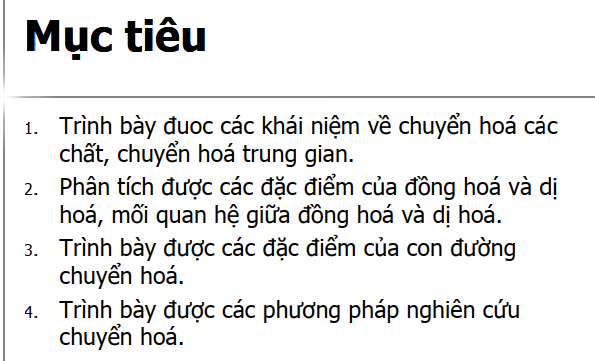 Mục tiêu
1. Trình bày đuoc các khái niệm về chuyển hoá các
chất, chuyển hoá trung gian.
2. Phân tích được các đặc điểm của đồng hoá và dị
hoá, mối quan hệ giữa đồng hoá và dị hoá.
3. Trình bày được các đặc điểm của con đường
chuyển hoá.
4. Trình bày được các phương pháp nghiên cứu
chuyển hoá.